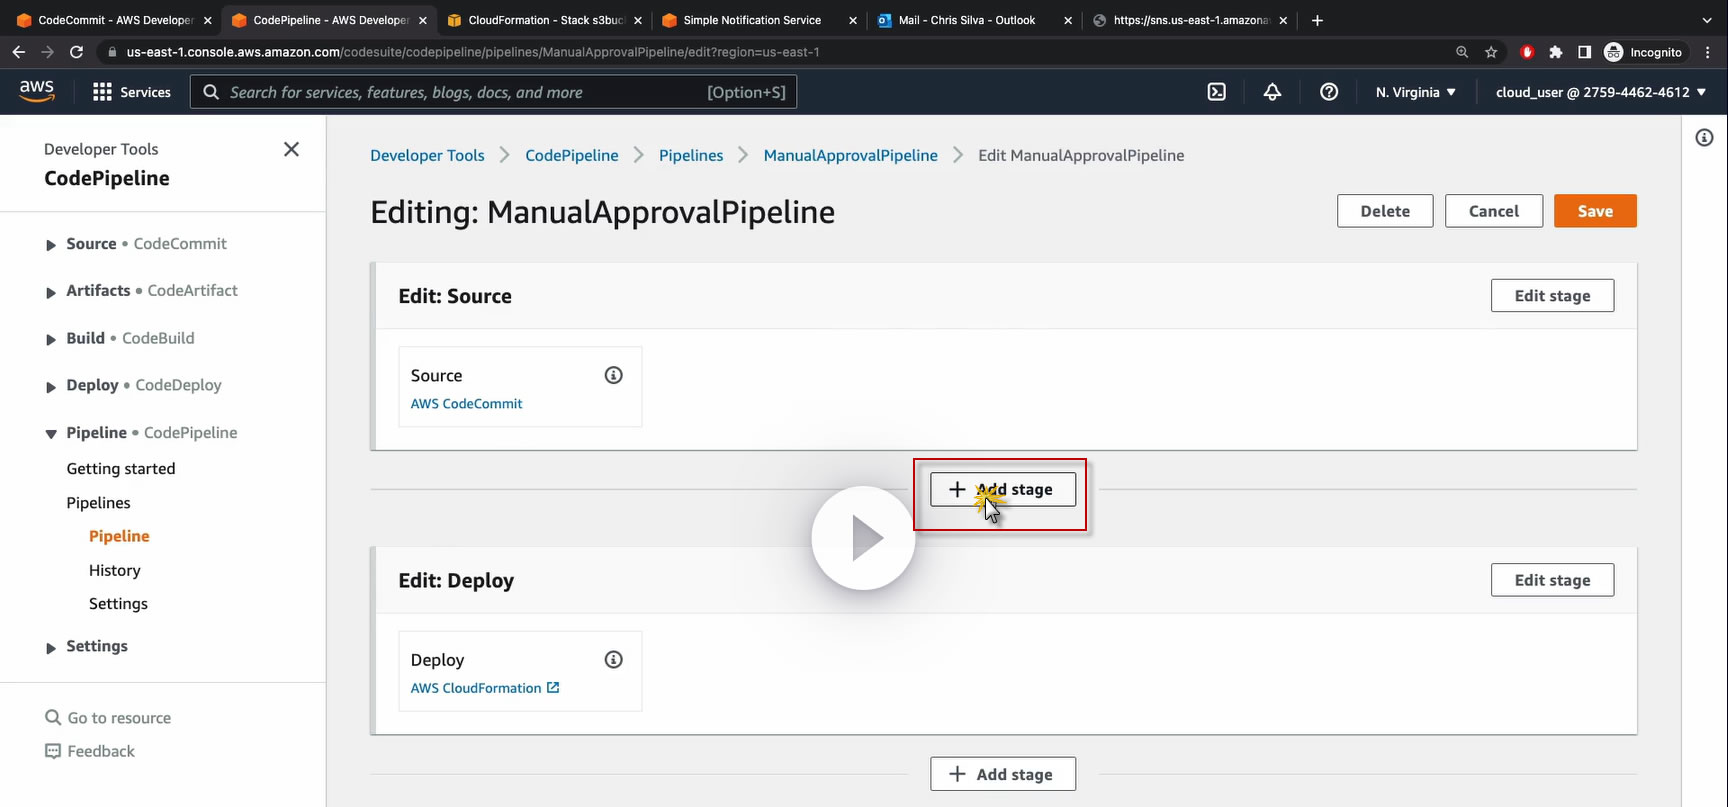 CodeCommit - AWS Developer
CodePipeline - AWS Developer
CloudFormation - Stack s3buc
Simple Notification Service
Mail - Chris Silva - Outlook
https://sns.us-east-1.amazonaw
us-east-1.console.aws.amazon.com/codesuite/codepipeline/pipelines/ManualApprovalPipeline/edit?region=us-east-1
Incognito
aws
Services
Search for services, features, blogs, docs, and more
[Option+S]
N. Virginia
cloud_user @ 2759-4462-4612
Developer Tools
CodePipeline
Source • CodeCommit
Artifacts • CodeArtifact
Build • CodeBuild
Deploy • CodeDeploy
Pipeline • CodePipeline
Getting started
Pipelines
Pipeline
History
Settings
Settings
Go to resource
Feedback
Developer Tools
CodePipeline
Pipelines
ManualApprovalPipeline
Edit ManualApprovalPipeline
Editing: ManualApprovalPipeline
Delete
Cancel
Save
Edit: Source
Edit stage
Source
AWS CodeCommit
Add stage
Edit: Deploy
Edit stage
Deploy
AWS CloudFormation
Add stage